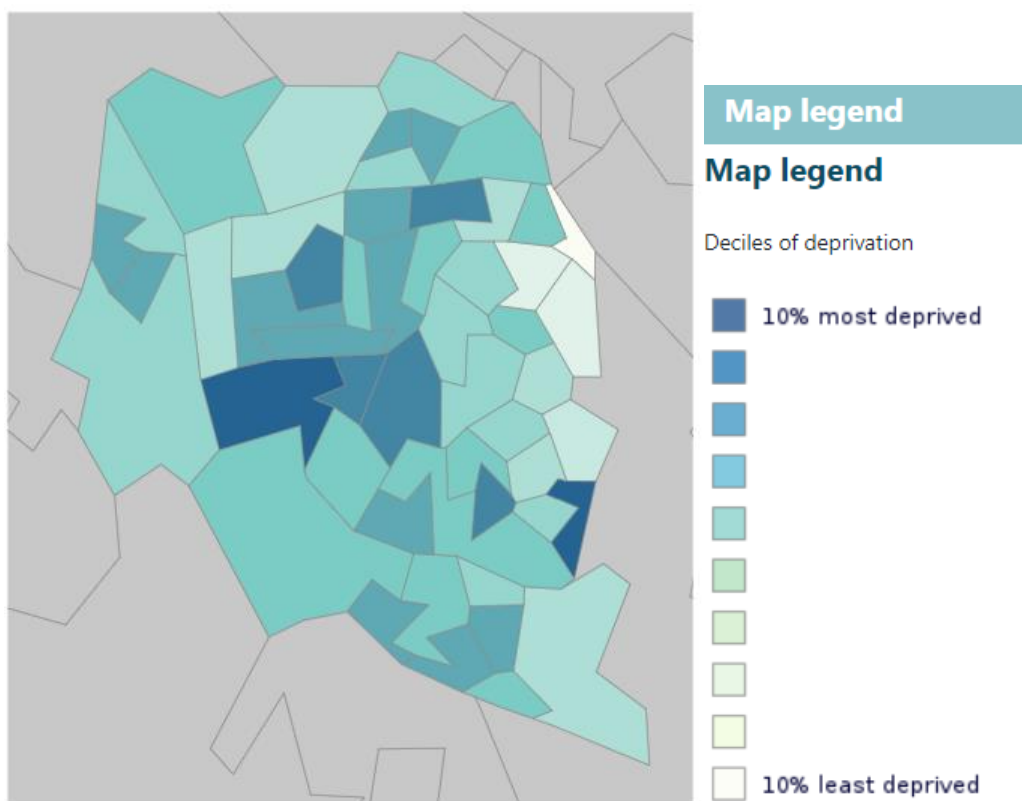 Map legend
Map legend
Deciles of deprivation
10% most deprived
10% least deprived